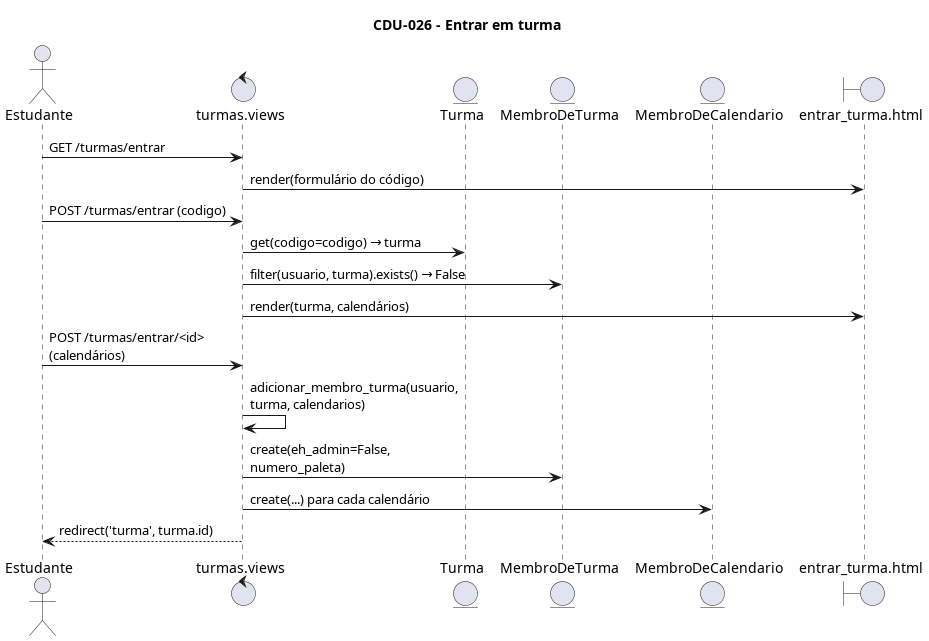 CDU-026 - Entrar em turma
Estudante
turmas.views
Turma
MembroDeTurma
MembroDeCalendario
entrar_turma.html
GET /turmas/entrar
render(formulário do código)
POST /turmas/entrar (codigo)
get(codigo=codigo) → turma
filter(usuario, turma).exists() → False
render(turma, calendários)
POST /turmas/entrar/<id>
(calendários)
adicionar_membro_turma(usuario,
turma, calendarios)
create(eh_admin=False,
numero_paleta)
create(...) para cada calendário
redirect('turma', turma.id)
Estudante
turmas.views
Turma
MembroDeTurma
MembroDeCalendario
entrar_turma.html